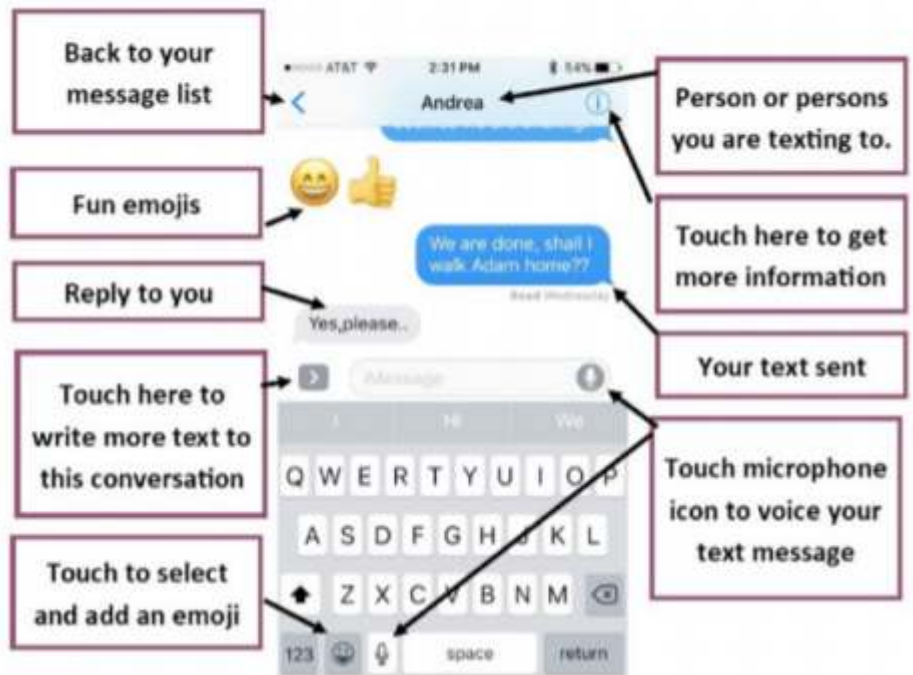 Back to your
message list
Fun emojis
Reply to you
Touch here to
write more text to
this conversation
Touch to select
and add an emoji
AT&T 2:31 PM 54%
Andrea
We are done, shall I
walk Adam home??
Read Wednesday
Yes,please..
iMessage
I Hi We
Q W E R T Y U I O P
A S D F G H J K L
Z X C V B N M
123 space return
Person or persons
you are texting to.
Touch here to get
more information
Your text sent
Touch microphone
icon to voice your
text message